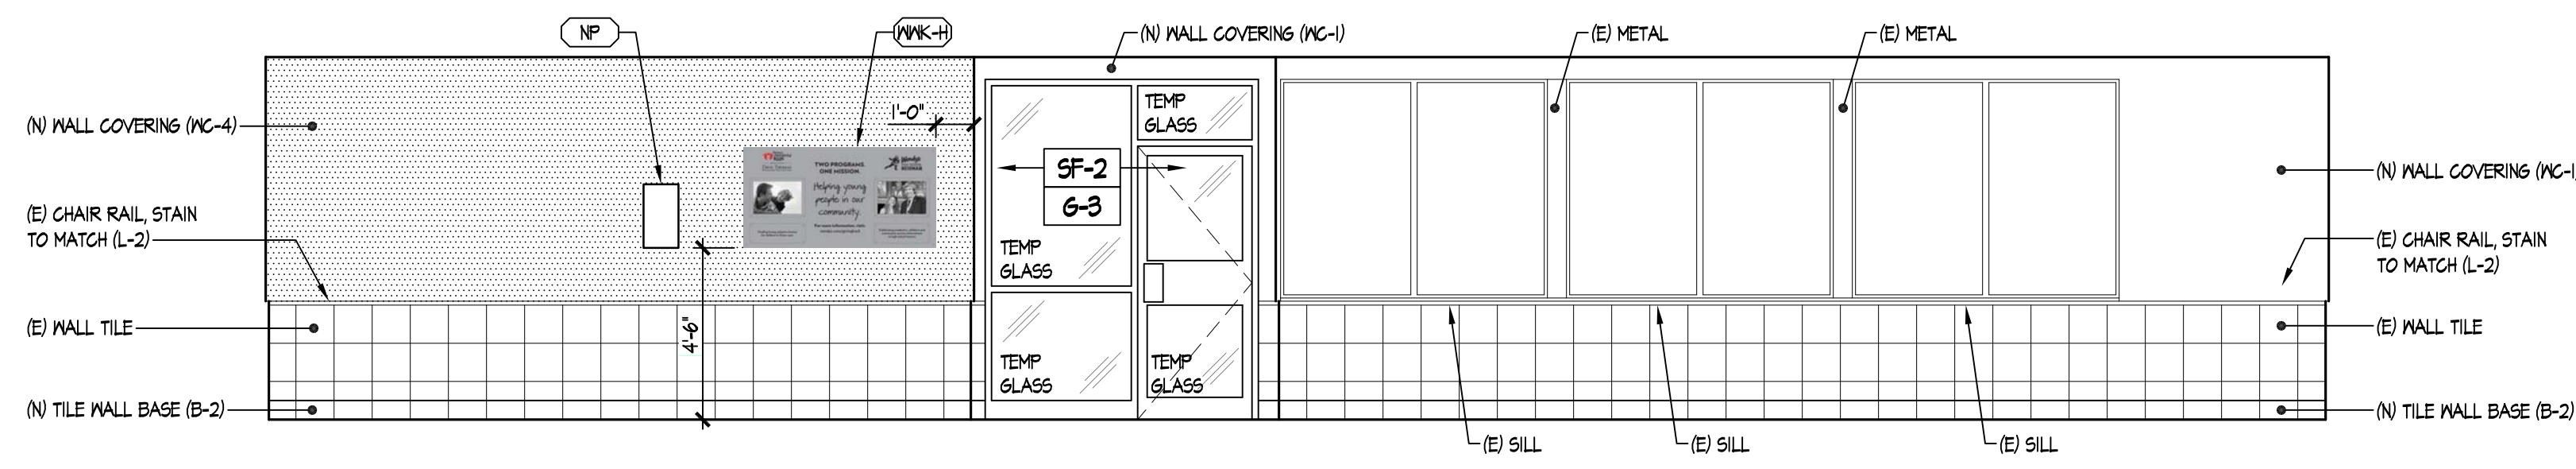 NP
WWK-H
(N) WALL COVERING (WC-1)
(E) METAL
(E) METAL
(N) WALL COVERING (WC-4)
1'-0"
TEMP
GLASS
TWO PROGRAMS.
ONE MISSION.
Wendy's
Helping young
people in our
community.
SF-2
G-3
(N) WALL COVERING (WC-1
(E) CHAIR RAIL, STAIN
TO MATCH (L-2)
TEMP
GLASS
(E) CHAIR RAIL, STAIN
TO MATCH (L-2)
(E) WALL TILE
4'-6"
TEMP
GLASS
TEMP
GLASS
(E) WALL TILE
(N) TILE WALL BASE (B-2)
(N) TILE WALL BASE (B-2)
(E) SILL
(E) SILL
(E) SILL